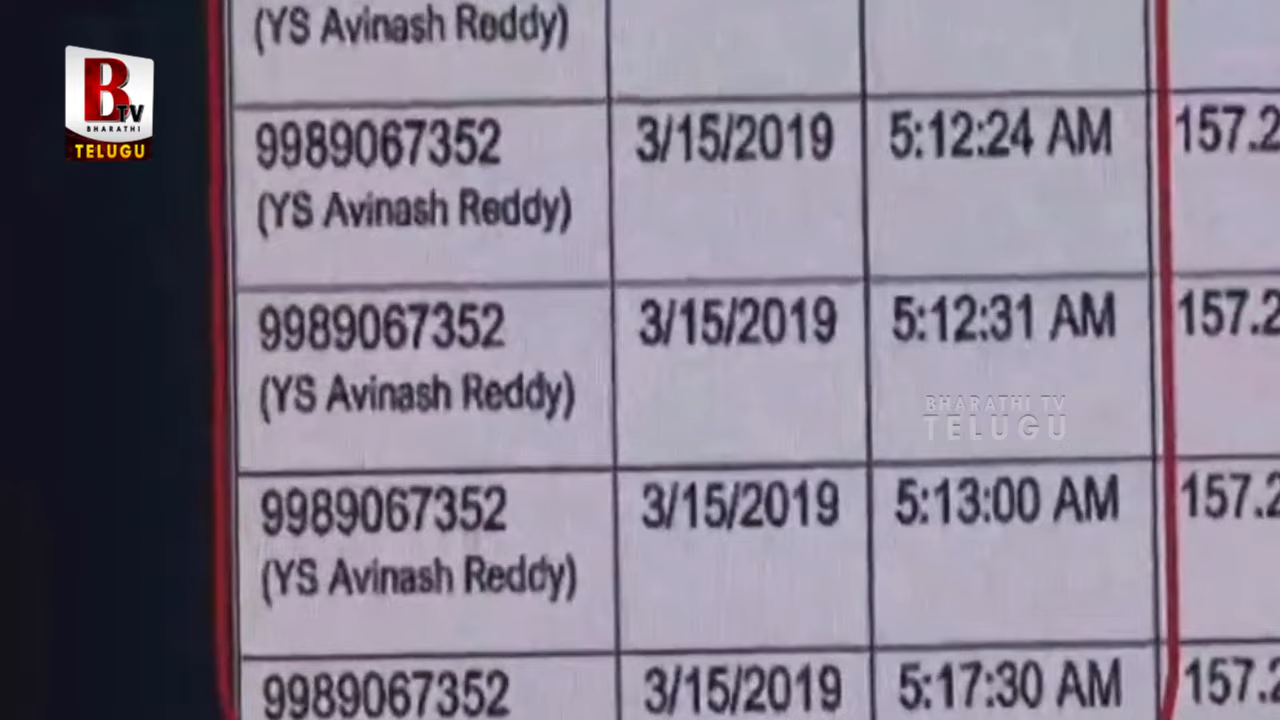 (YS Avinash Reddy)
B TV
BHARATHI
TELUGU
9989067352 3/15/2019 5:12:24 AM 157.2
(YS Avinash Reddy)
9989067352 3/15/2019 5:12:31 AM 157.2
(YS Avinash Reddy)
BHARATHI TV
TELUGU
9989067352 3/15/2019 5:13:00 AM 157.2
(YS Avinash Reddy)
9989067352 3/15/2019 5:17:30 AM 157.2